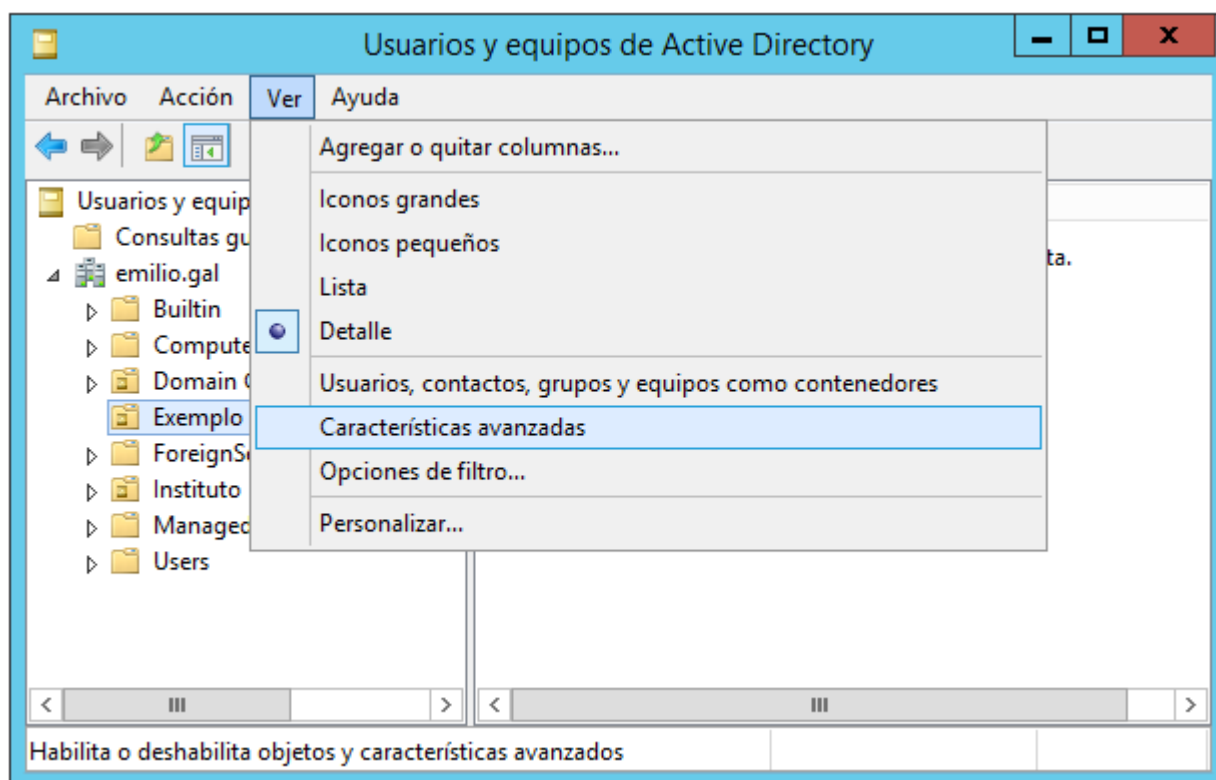 Usuarios y equipos de Active Directory
Archivo Acción Ver Ayuda
Agregar o quitar columnas...
Iconos grandes
Iconos pequeños
Lista
Detalle
Usuarios, contactos, grupos y equipos como contenedores
Características avanzadas
Opciones de filtro...
Personalizar...
Usuarios y equip
Consultas gu
emilio.gal
Builtin
Compute
Domain
Exemplo
ForeignSe
Instituto
Managed
Users
ta.
Habilita o deshabilita objetos y características avanzados